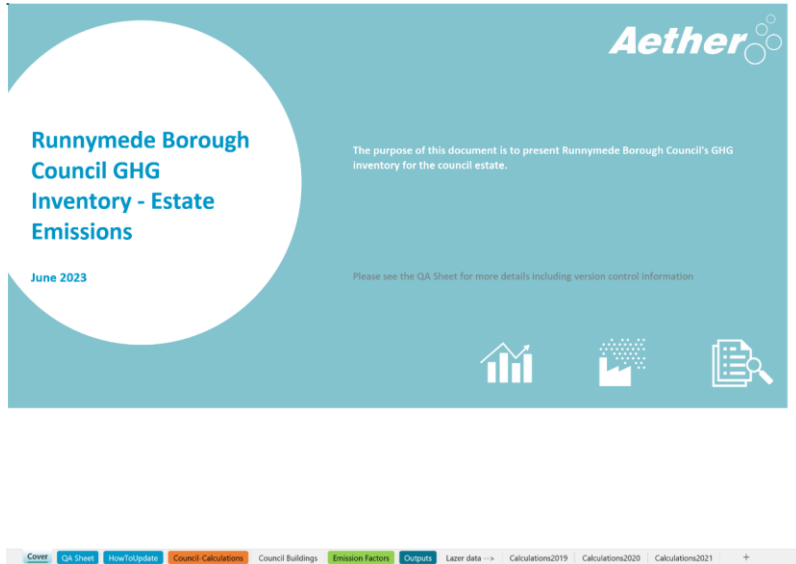 Aether
Runnymede Borough
Council GHG
Inventory - Estate
Emissions
June 2023
The purpose of this document is to present Runnymede Borough Council's GHG
inventory for the council estate.
Please see the QA Sheet for more details including version control information
Cover QA Sheet HowToUpdate Council-Calculations Council Buildings Emission Factors Outputs Lazer data --> Calculations2019 Calculations2020 Calculations2021 +